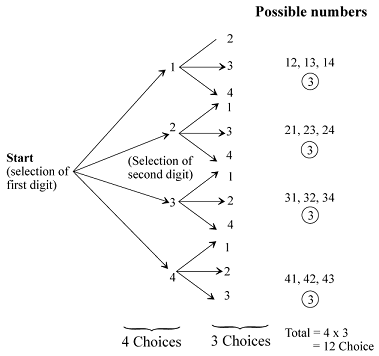 Possible numbers
2
1
3
12, 13, 14
4
3
1
2
3
21, 23, 24
4
3
Start
(selection of
first digit)
(Selection of
second digit)
1
3
2
31, 32, 34
4
3
1
4
2
41, 42, 43
3
3
4 Choices
3 Choices
Total = 4 x 3
= 12 Choice